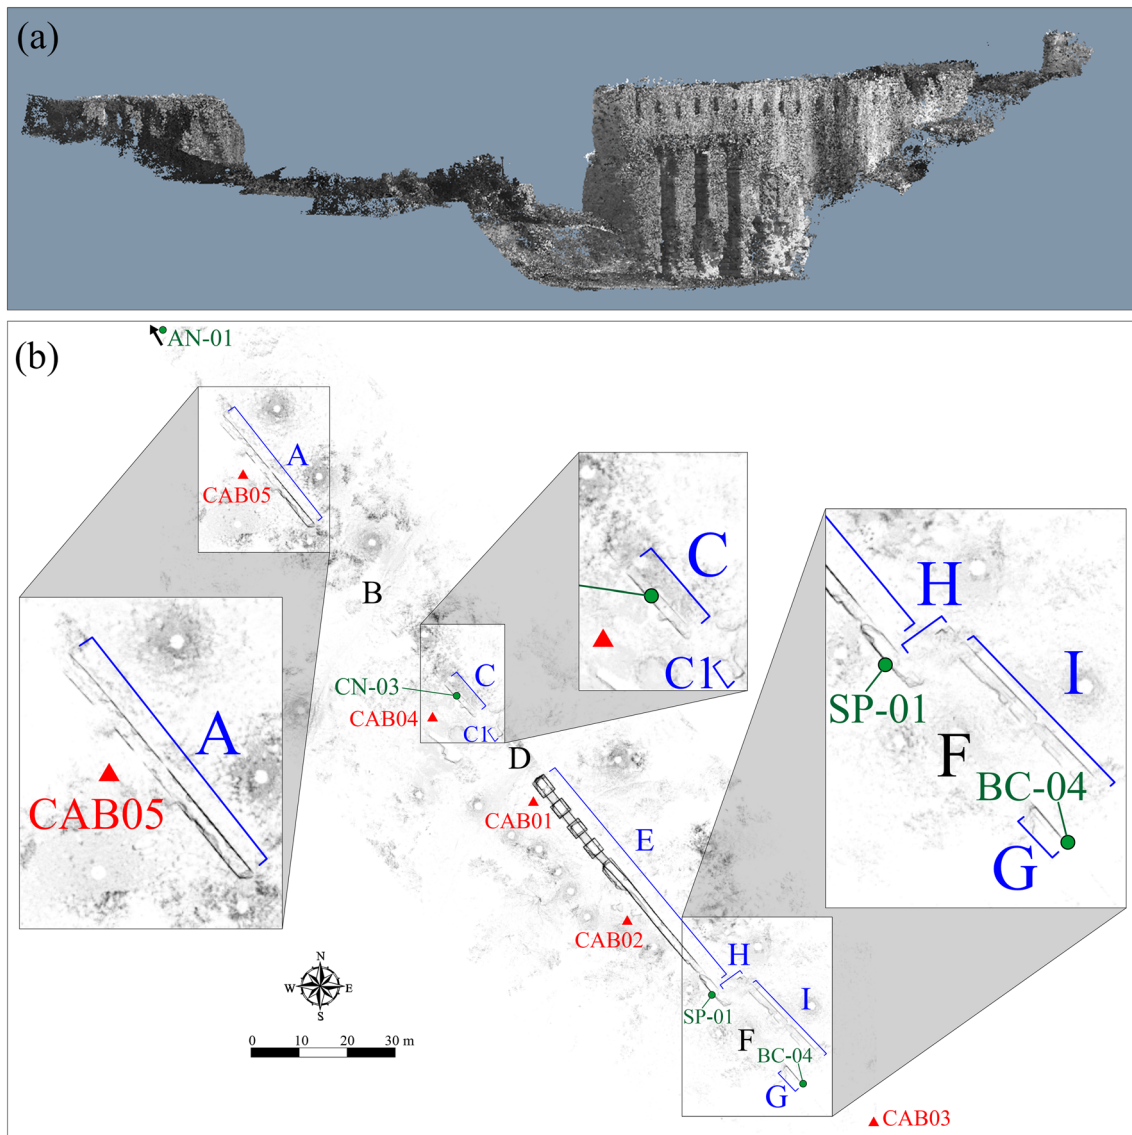 (a)
(b)
AN-01
A
CAB05
B
C
C1
C
CN-03
CAB04
C1
D
CAB01
E
CAB02
A
CAB05
H
I
SP-01
F
BC-04
G
H
I
SP-01
F
BC-04
G
CAB03
N
W E
S
0 10 20 30 m